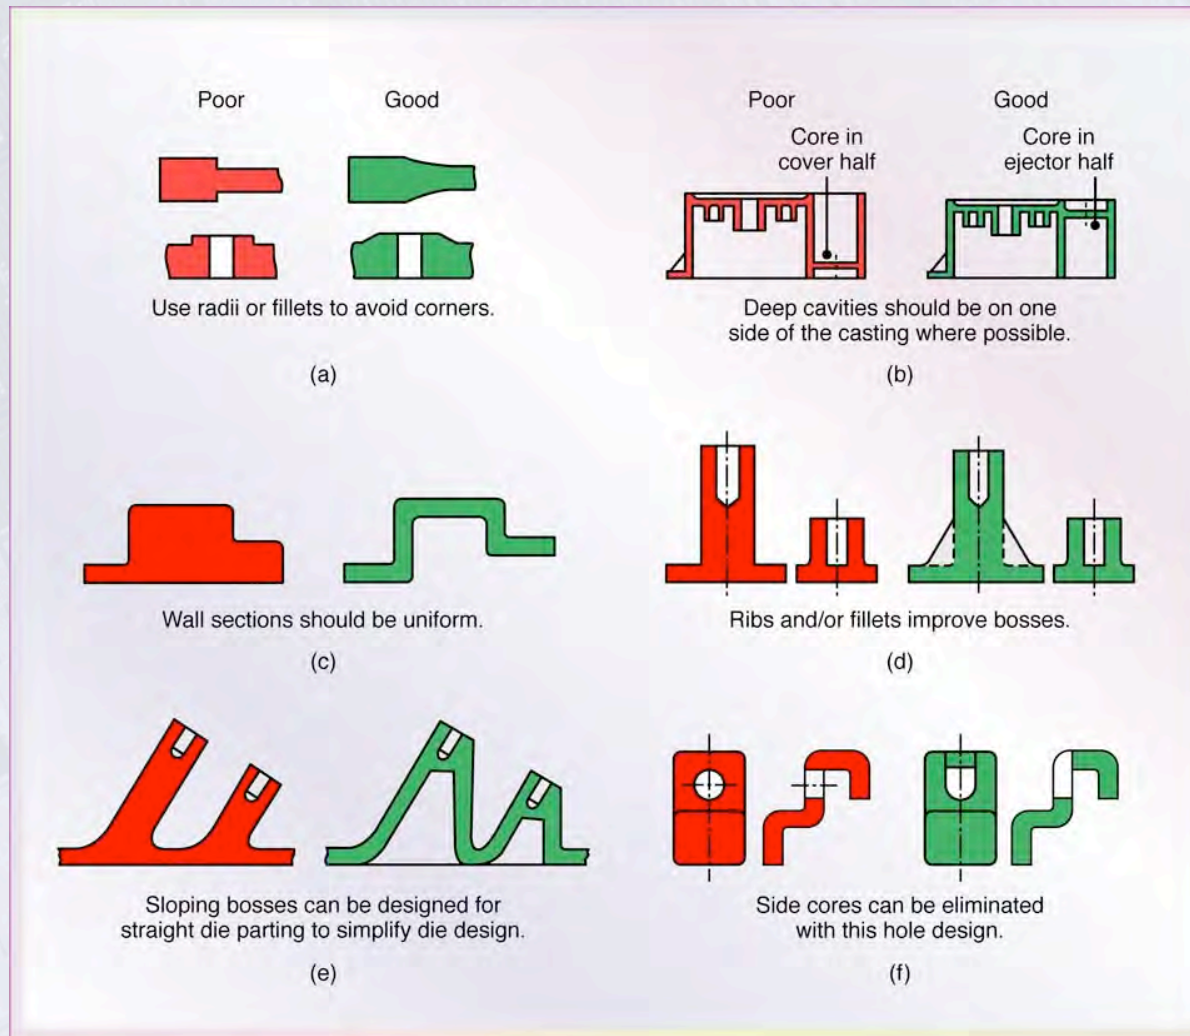 Poor
Good
Use radii or fillets to avoid corners.
(a)
Poor
Good
Core in
cover half
Core in
ejector half
Deep cavities should be on one
side of the casting where possible.
(b)
Wall sections should be uniform.
(c)
Ribs and/or fillets improve bosses.
(d)
Sloping bosses can be designed for
straight die parting to simplify die design.
(e)
Side cores can be eliminated
with this hole design.
(f)